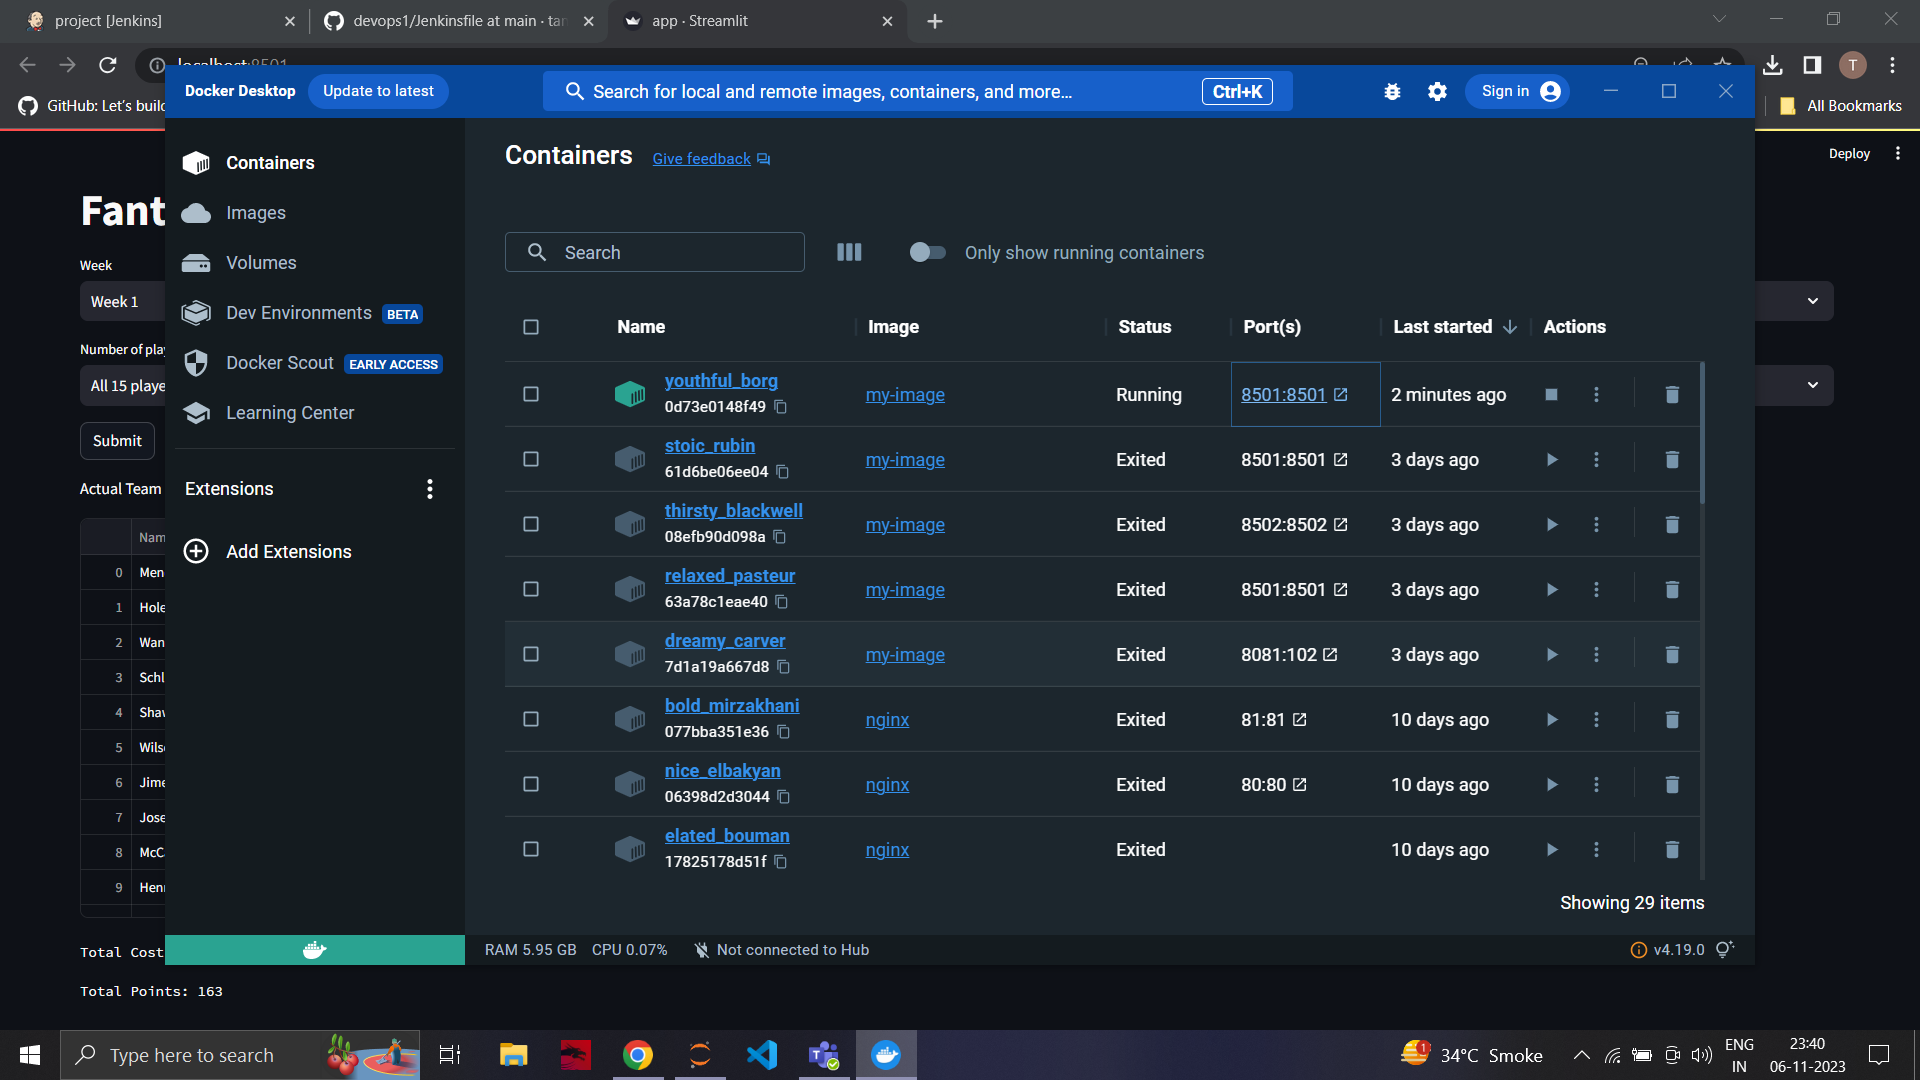 project [Jenkins]
devops1/Jenkinsfile at main · tan
app · Streamlit
localhost:8501
T
GitHub: Let's build
All Bookmarks
Docker Desktop
Update to latest
Search for local and remote images, containers, and more...
Ctrl+K
Sign in
Deploy
Containers
Images
Volumes
Dev Environments BETA
Docker Scout EARLY ACCESS
Learning Center
Extensions
Add Extensions
Containers
Give feedback
Search
Only show running containers
Name Image Status Port(s) Last started Actions
youthful_borg
0d73e0148f49
my-image Running 8501:8501 2 minutes ago
stoic_rubin
61d6be06ee04
my-image Exited 8501:8501 3 days ago
thirsty_blackwell
08efb90d098a
my-image Exited 8502:8502 3 days ago
relaxed_pasteur
63a78c1eae40
my-image Exited 8501:8501 3 days ago
dreamy_carver
7d1a19a667d8
my-image Exited 8081:102 3 days ago
bold_mirzakhani
077bba351e36
nginx Exited 81:81 10 days ago
nice_elbakyan
06398d2d3044
nginx Exited 80:80 10 days ago
elated_bouman
17825178d51f
nginx Exited 10 days ago
Showing 29 items
RAM 5.95 GB CPU 0.07% Not connected to Hub
v4.19.0
Fant
Week
Week 1
Number of play
All 15 playe
Submit
Actual Team
Nam
0 Men
1 Hole
2 Wan
3 Schl
4 Shaw
5 Wils
6 Jime
7 Jose
8 McC
9 Henr
Total Cost
Total Points: 163
Type here to search
1
34°C Smoke
ENG
IN
23:40
06-11-2023